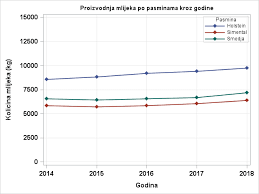 Proizvodnja mlijeka po pasminama kroz godine
Pasmina
Holstein
Simental
Smeđa
Količina mlijeka (kg)
15000
12500
10000
7500
5000
2500
0
2014
2015
2016
2017
2018
Godina